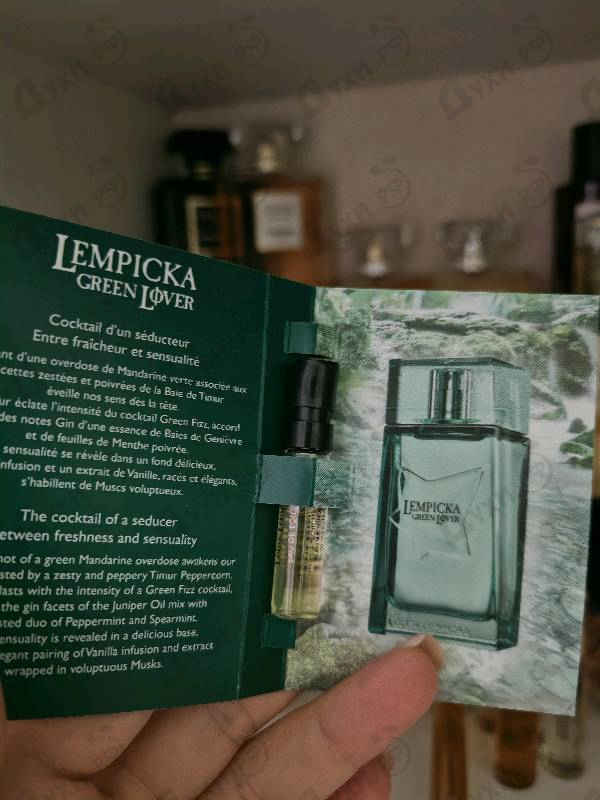 LEMPICKA
GREEN LOVER
Cocktail d'un séducteur
Entre fraîcheur et sensualité
d'une overdose de Mandarine verte associée aux
zestées et poivrées de la Baie de Timur
éveille nos sens dès la tête.
éclate l'intensité du cocktail Green Fizz, accord
des notes Gin d'une essence de Baies de Genièvre
et de feuilles de Menthe poivrée.
sensualité se révèle dans un fond délicieux,
infusion et un extrait de Vanille, racés et élégants,
s'habillent de Muscs voluptueux.
The cocktail of a seducer
between freshness and sensuality
of a green Mandarine overdose awakens our
by a zesty and peppery Timur Peppercorn.
with the intensity of a Green Fizz cocktail,
the gin facets of the Juniper Oil mix with
duo of Peppermint and Spearmint.
sensuality is revealed in a delicious base,
pairing of Vanilla infusion and extract
wrapped in voluptuous Musks.
EAU DE
LEMPICKA
GREEN LOVER
ДУХИ.РФ